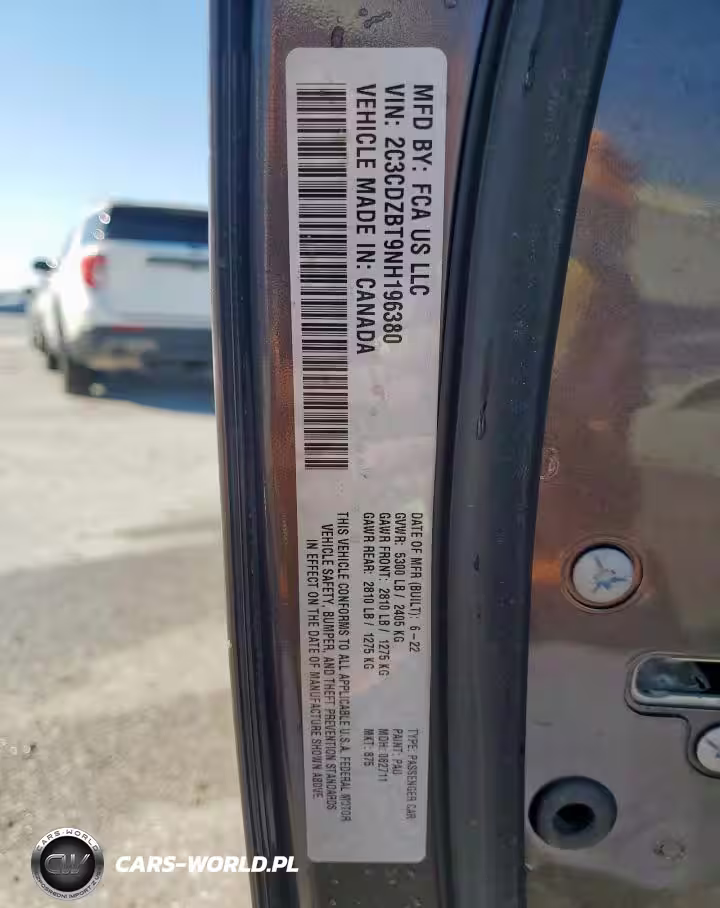 MFD BY: FCA US LLC
VIN: 2C3CDZBT9NH196380
VEHICLE MADE IN: CANADA
DATE OF MFR (BUILT): 6-22
GVWR: 5300 LB / 2405 KG
GAWR FRONT: 2810 LB / 1275 KG
GAWR REAR: 2810 LB / 1275 KG
TYPE: PASSENGER CAR
PAINT: PAU
MDH: 062711
MKT: 875
THIS VEHICLE CONFORMS TO ALL APPLICABLE U.S.A. FEDERAL MOTOR
VEHICLE SAFETY, BUMPER, AND THEFT PREVENTION STANDARDS
IN EFFECT ON THE DATE OF MANUFACTURE SHOWN ABOVE
CARS-WORLD
CW
CARS-WORLD.PL